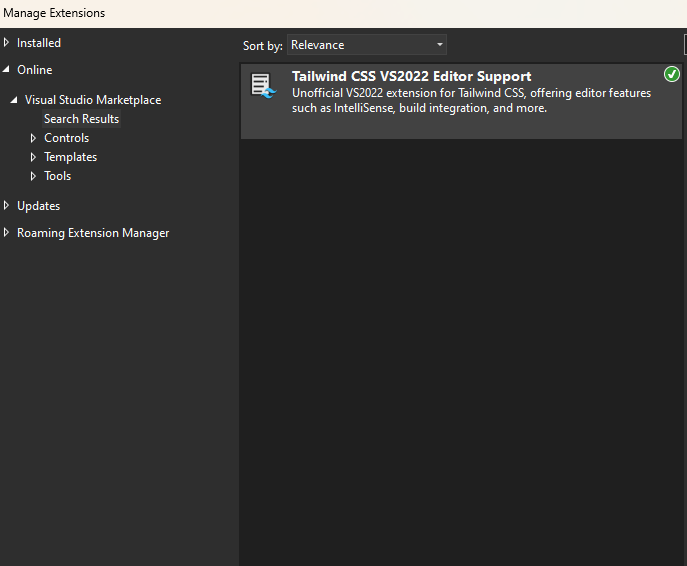 Manage Extensions
Installed
Online
Visual Studio Marketplace
Search Results
Controls
Templates
Tools
Updates
Roaming Extension Manager
Sort by: Relevance
Tailwind CSS VS2022 Editor Support
Unofficial VS2022 extension for Tailwind CSS, offering editor features
such as IntelliSense, build integration, and more.